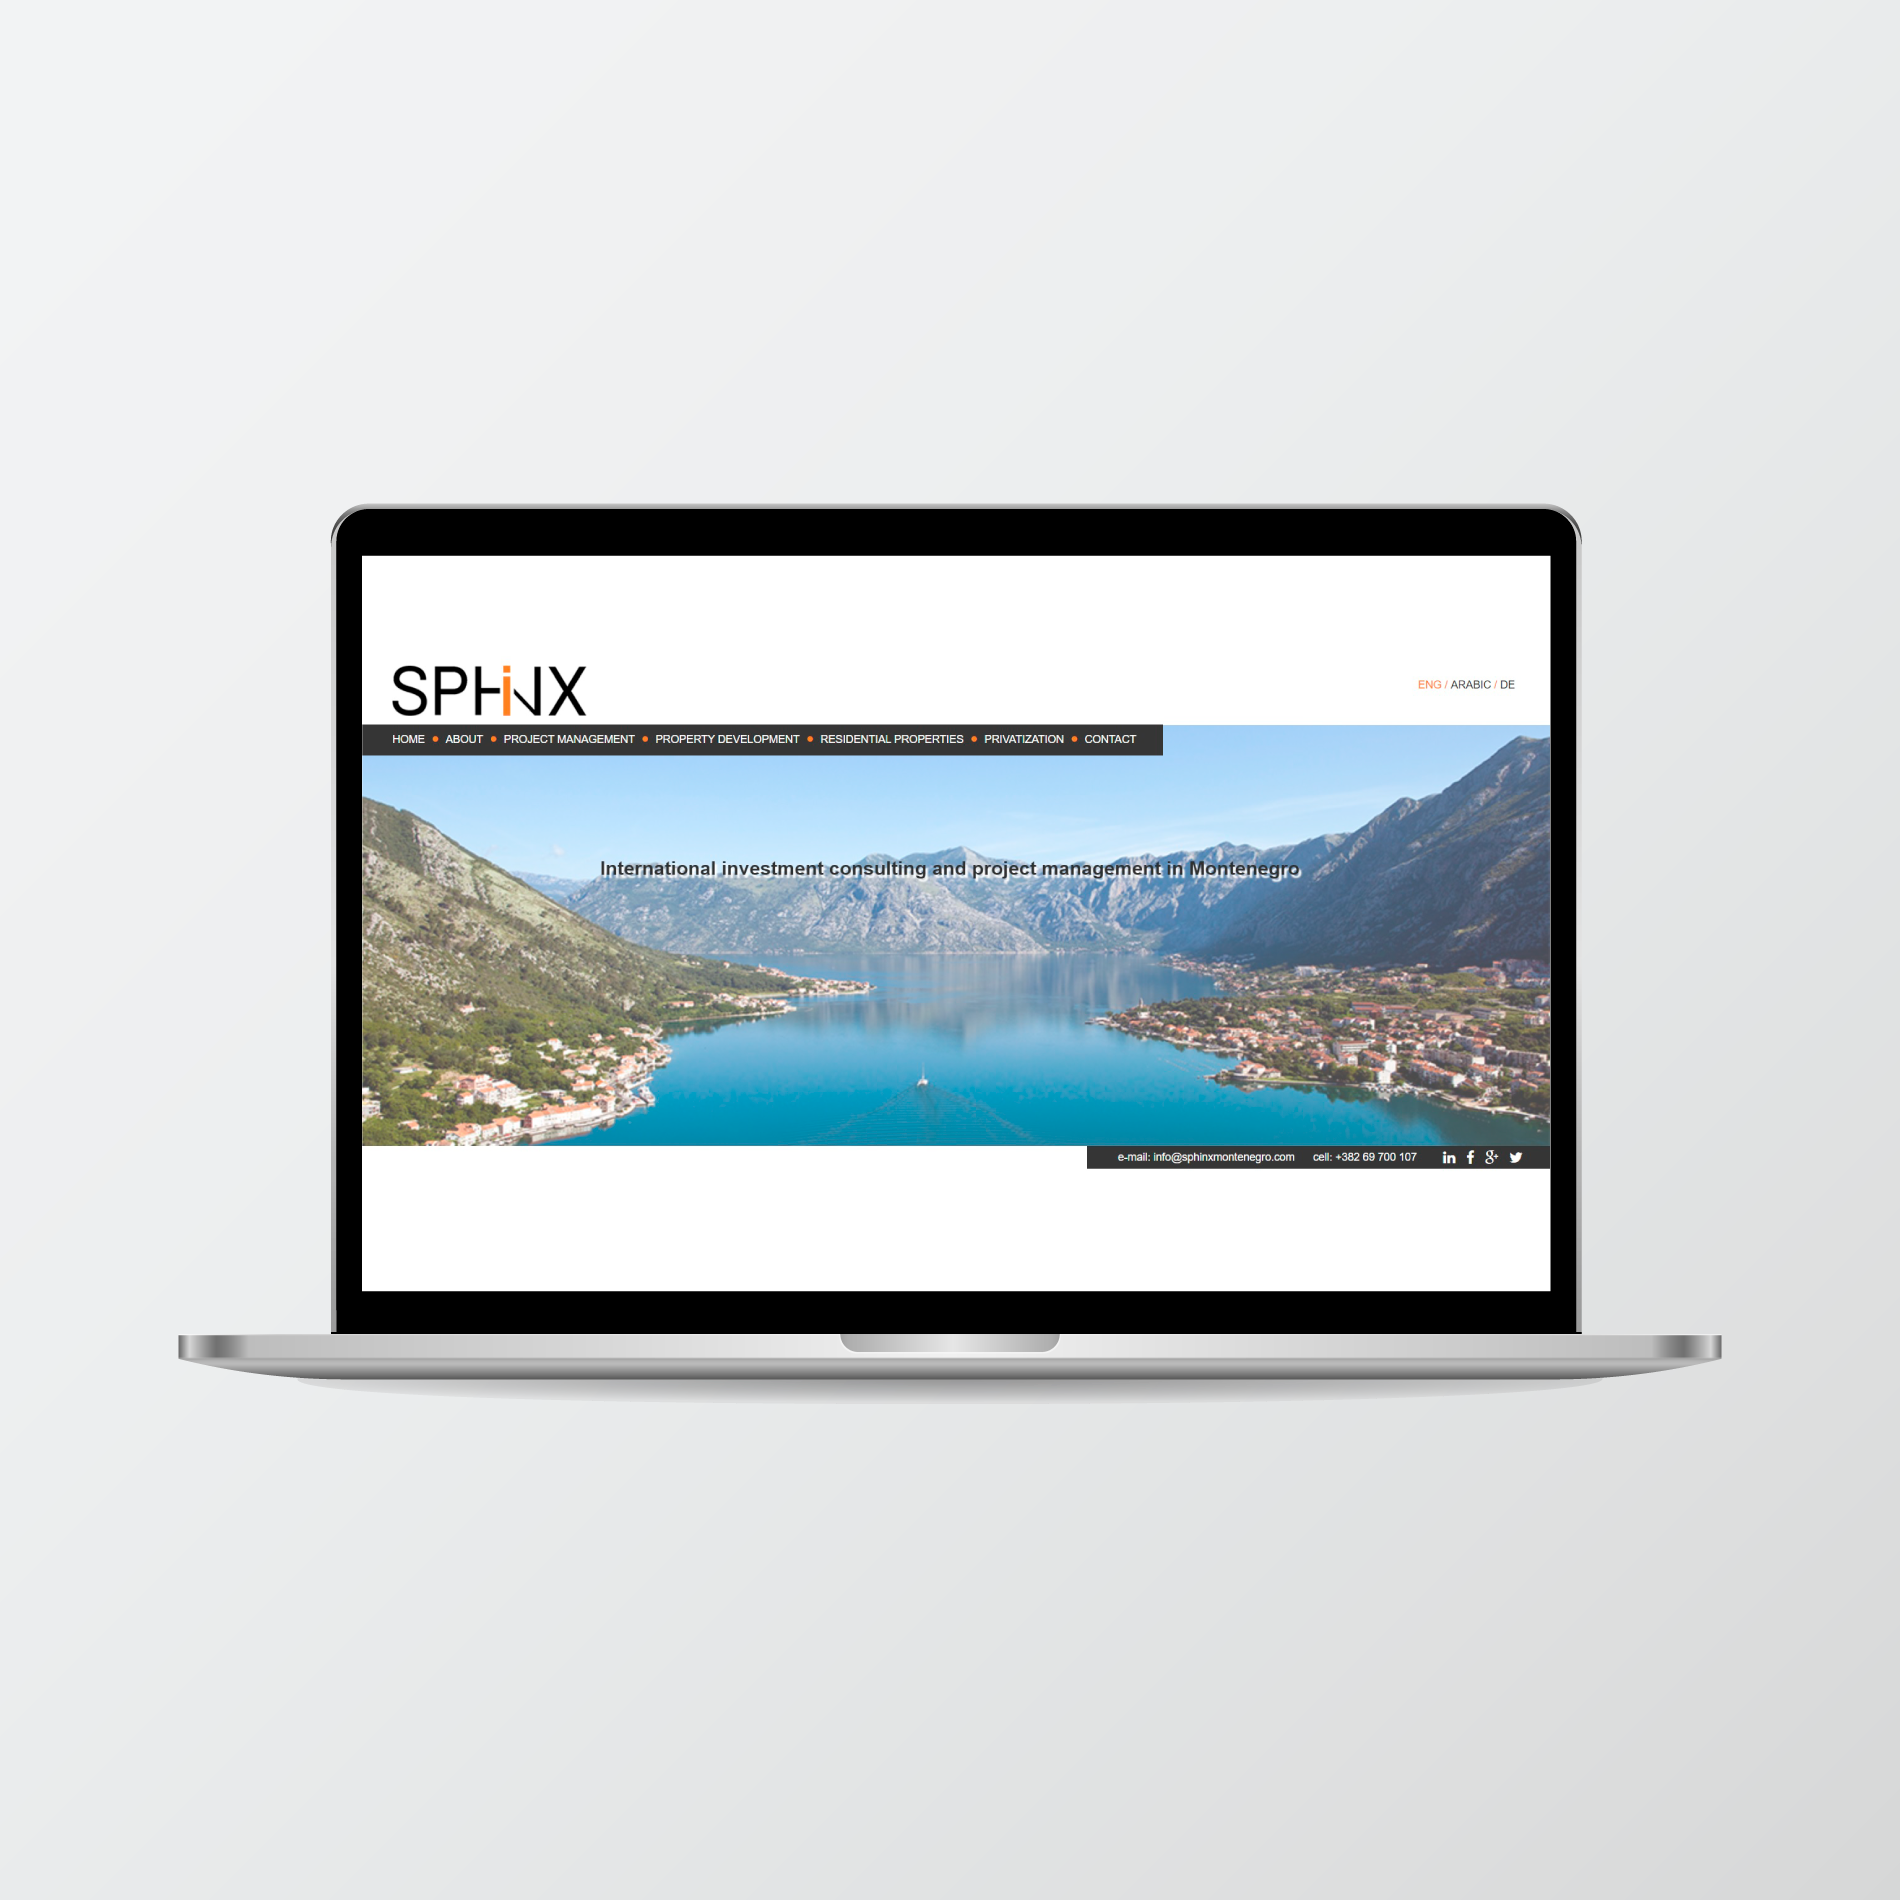 SPHiNX
ENG / ARABIC / DE
HOME • ABOUT • PROJECT MANAGEMENT • PROPERTY DEVELOPMENT • RESIDENTIAL PROPERTIES • PRIVATIZATION • CONTACT
International investment consulting and project management in Montenegro
e-mail: info@sphinxmontenegro.com cell: +382 69 700 107 in f g+